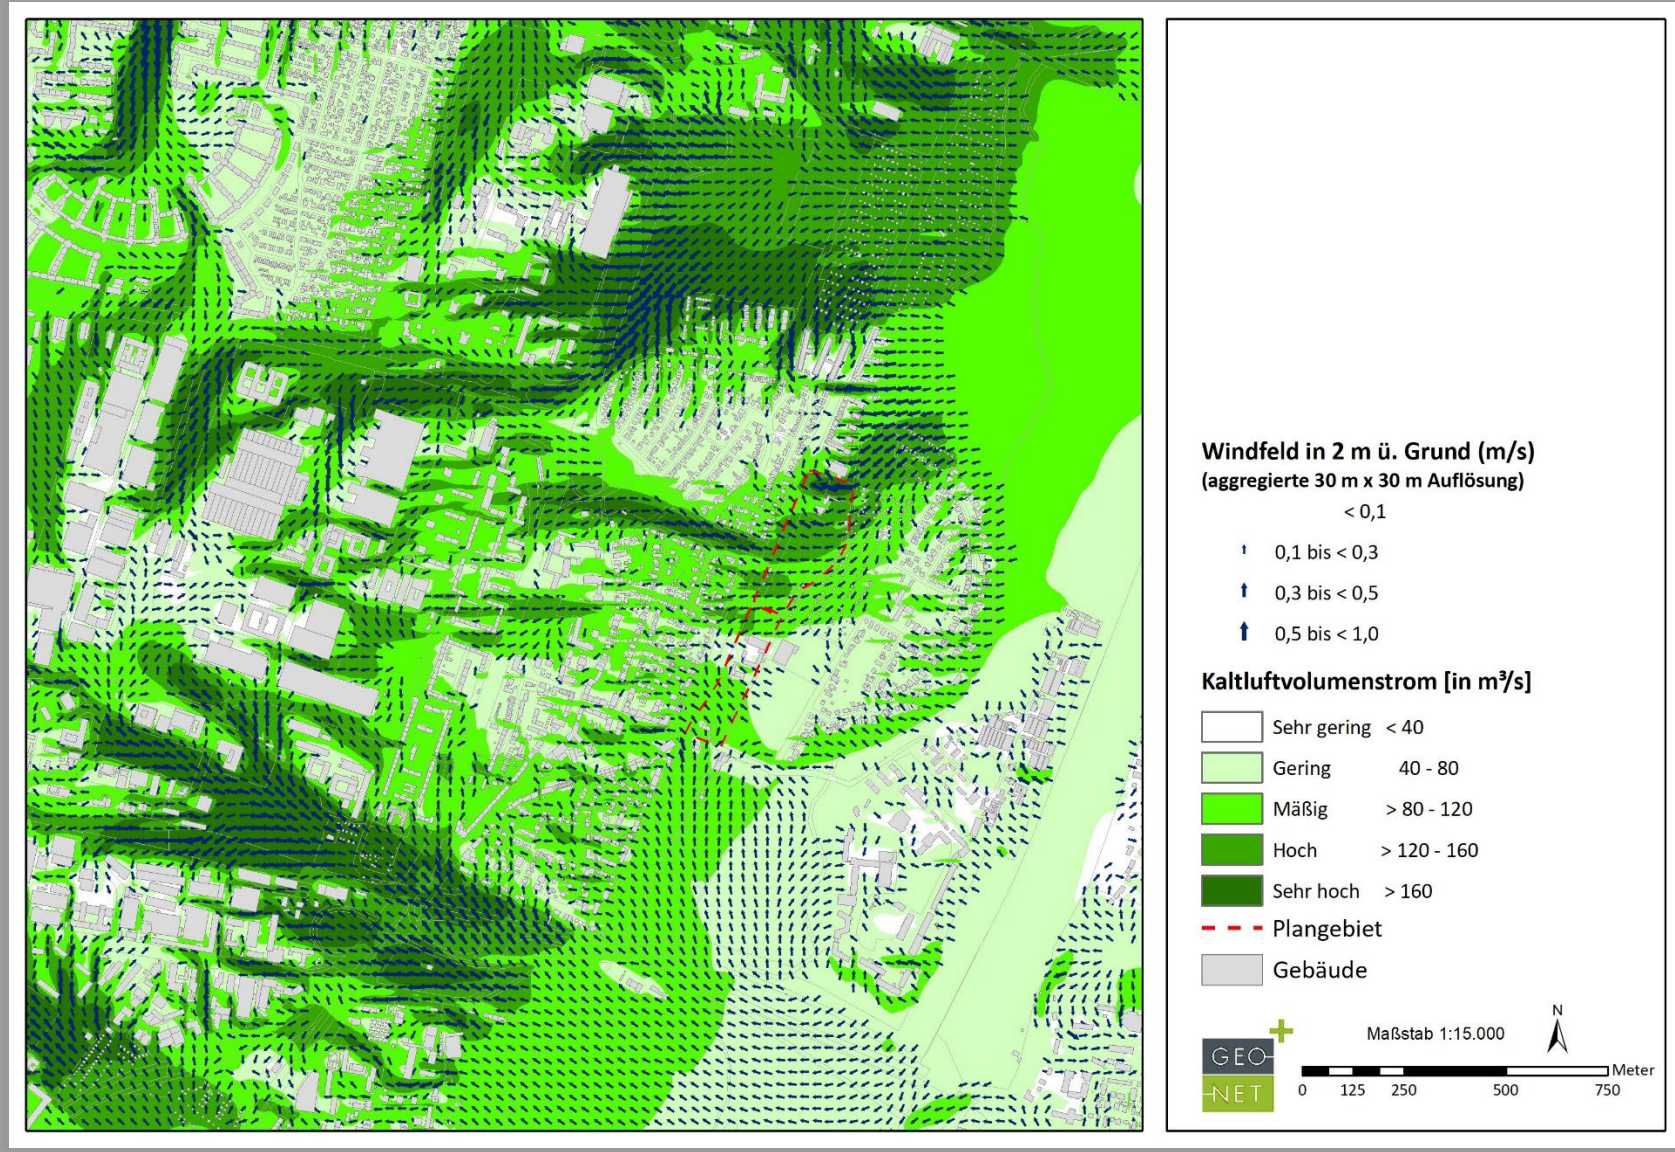 Windfeld in 2 m ü. Grund (m/s)
(aggregierte 30 m x 30 m Auflösung)
< 0,1
0,1 bis < 0,3
0,3 bis < 0,5
0,5 bis < 1,0
Kaltluftvolumenstrom [in m³/s]
Sehr gering < 40
Gering 40 - 80
Mäßig > 80 - 120
Hoch > 120 - 160
Sehr hoch > 160
Plangebiet
Gebäude
GEO
NET
Maßstab 1:15.000
N
Meter
0 125 250 500 750